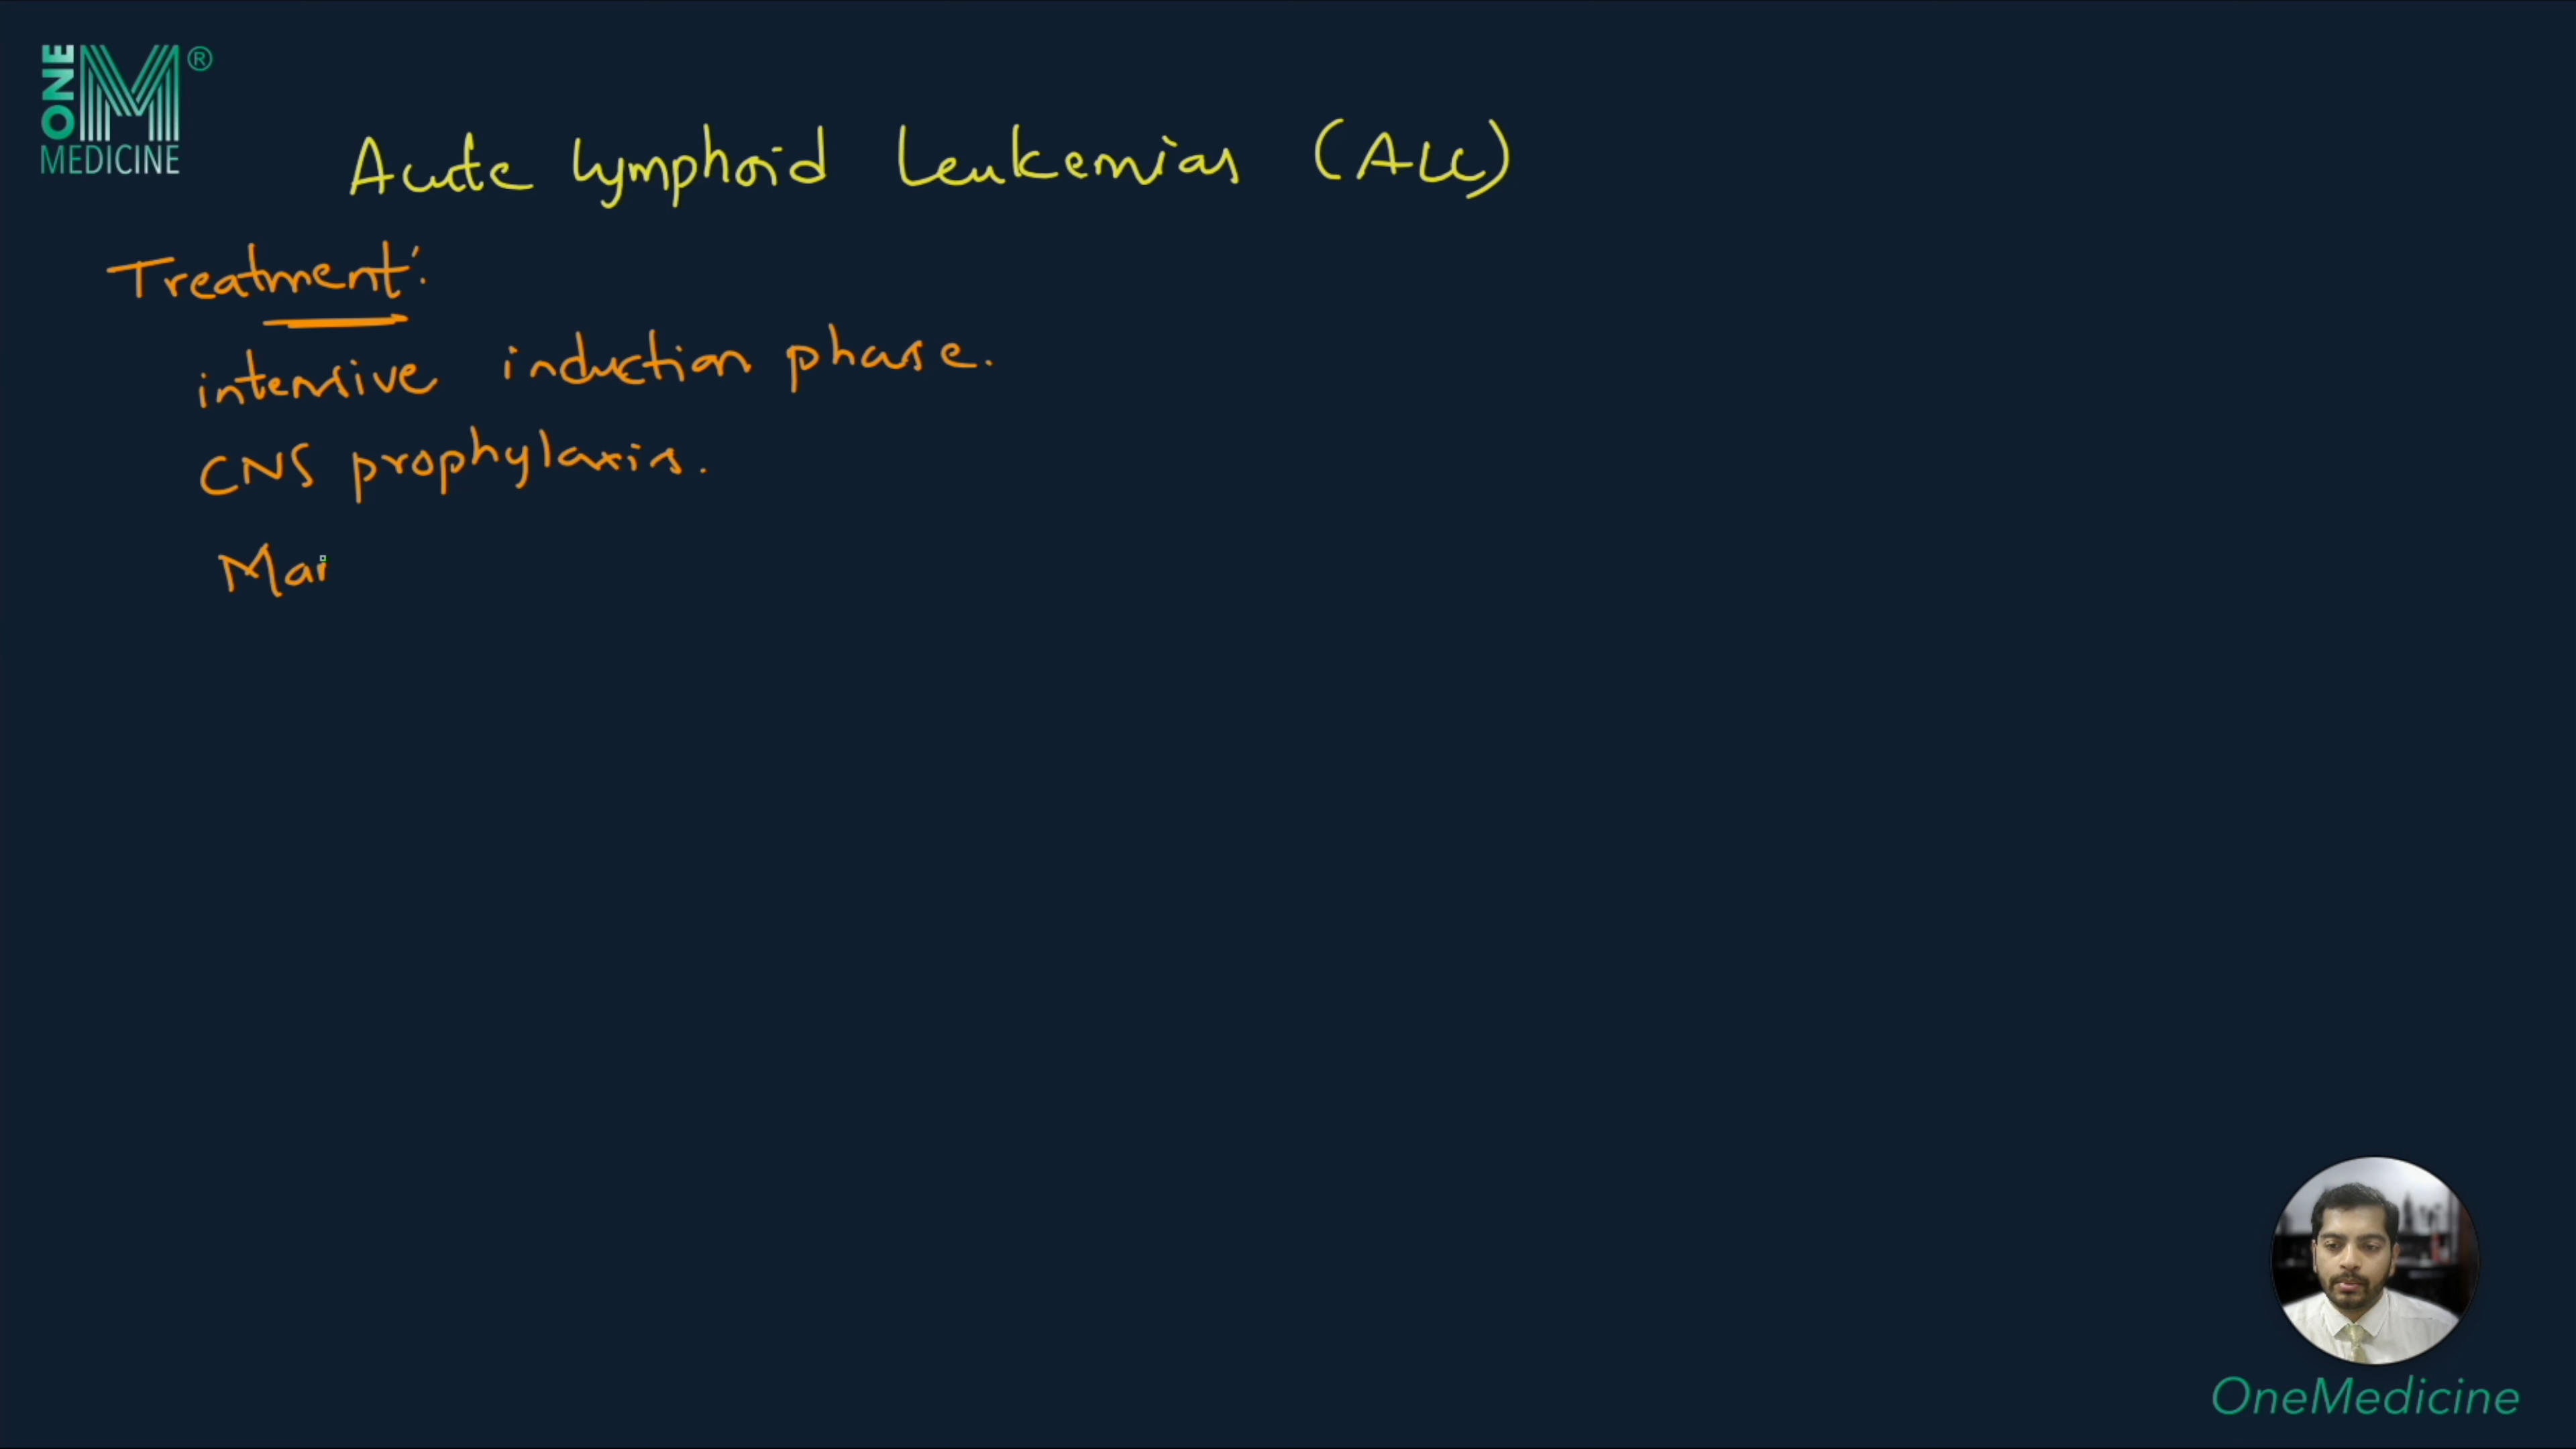 ONE M ®
MEDICINE
Acute Lymphoid Leukemias (ALL)
Treatment:
intensive induction phase.
CNS prophylaxis.
Mai
OneMedicine